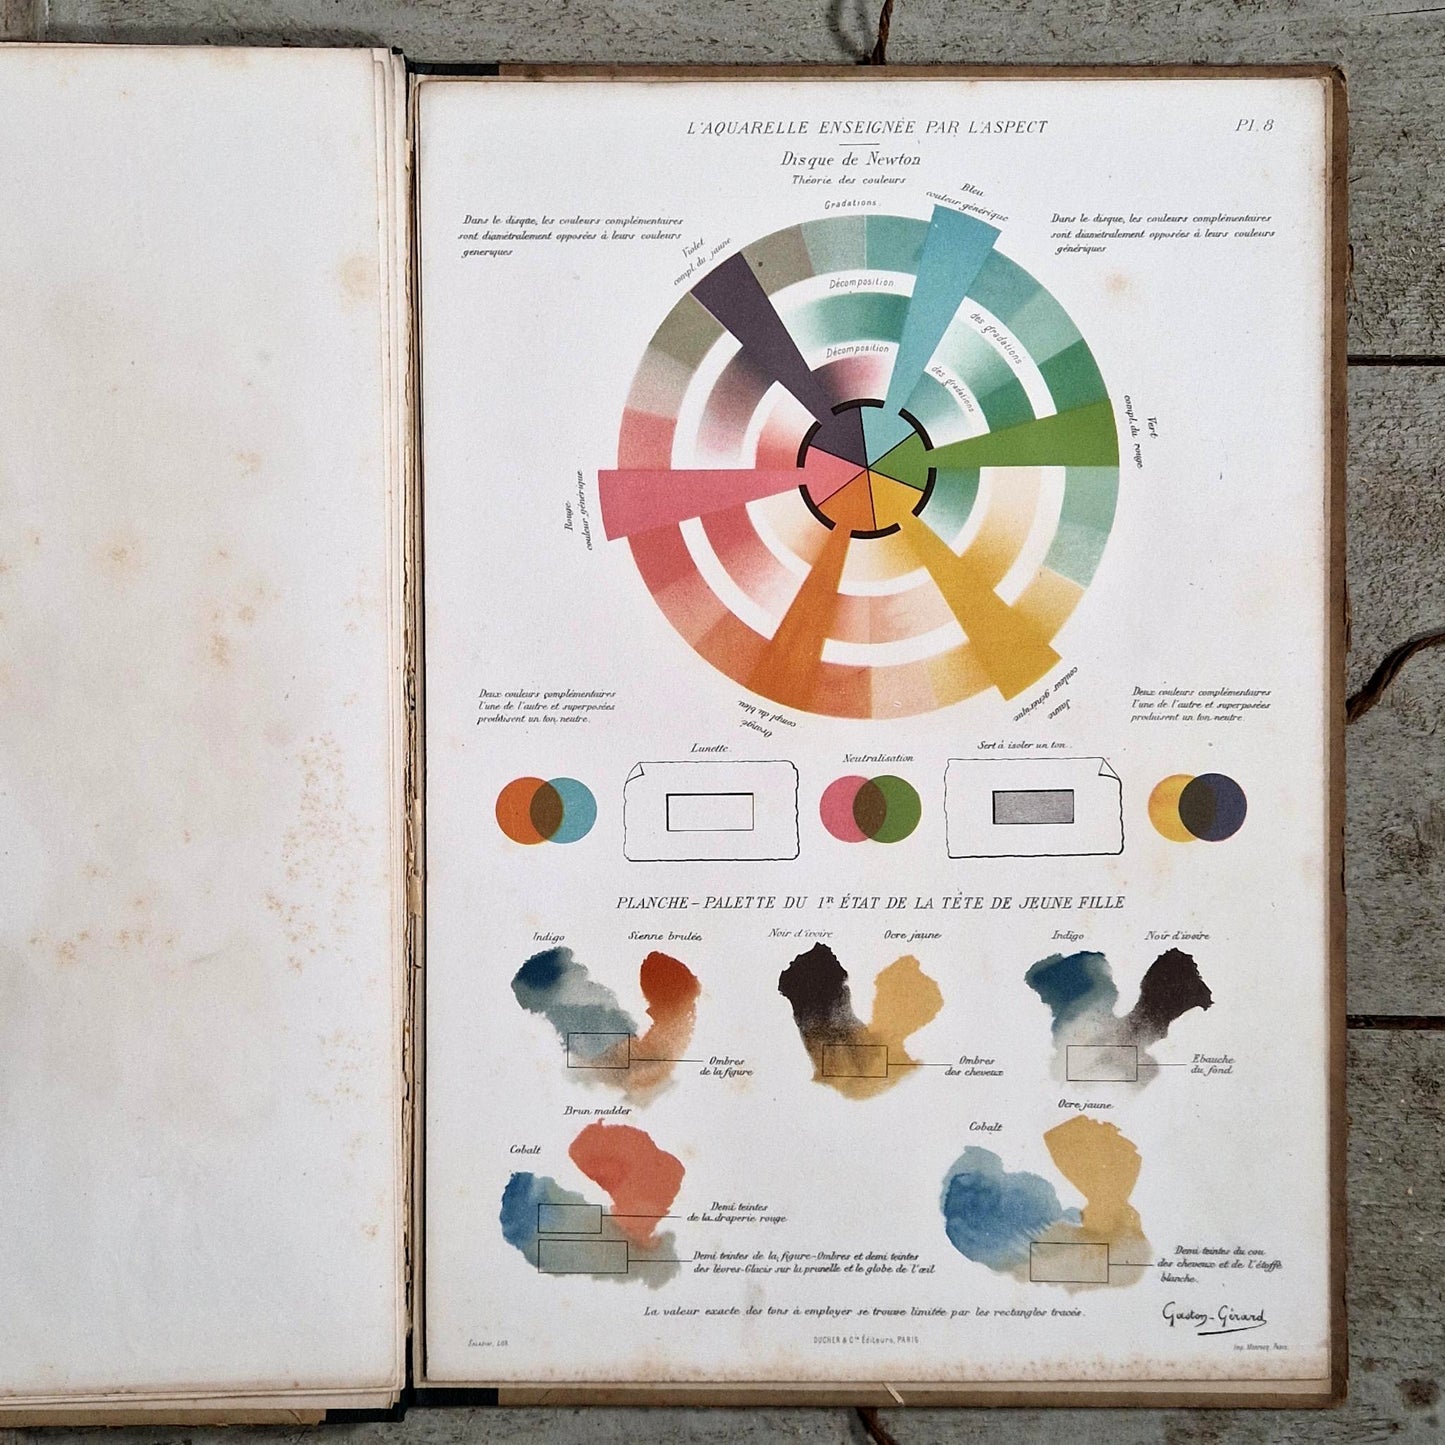 L'AQUARELLE ENSEIGNÉE PAR L'ASPECT
Pl. 8
Disque de Newton
Théorie des couleurs
Gradations.
Bleu
couleur générique
Dans le disque, les couleurs complémentaires
sont diamétralement opposées à leurs couleurs
generiques
Dans le disque, les couleurs complémentaires
sont diamétralement opposées à leurs couleurs
génériques
Violet
compl. du jaune
Décomposition
des gradations
Décomposition
des gradations
Vert
compl. du rouge
Rouge
couleur générique
Orangé
compl du bleu
Jaune
couleur générique
Deux couleurs complémentaires
l'une de l'autre et superposées
produisent un ton neutre.
Deux couleurs complémentaires
l'une de l'autre et superposées
produisent un ton neutre.
Lunette.
Neutralisation
Sert à isoler un ton.
PLANCHE-PALETTE DU 1R ÉTAT DE LA TÊTE DE JEUNE FILLE
Indigo
Sienne brulée
Noir d'ivoire
Ocre jaune
Indigo
Noir d'ivoire
Ombres
de la figure
Ombres
des cheveux
Ebauche
du fond
Brun madder
Cobalt
Ocre jaune
Cobalt
Demi teintes
de la draperie rouge
Demi teintes de la figure-Ombres et demi teintes
des lèvres-Glacis sur la prunelle et le globe de l'œil
Demi teintes du cou
des cheveux et de l'étoffe
blanche.
La valeur exacte des tons à employer se trouve limitée par les rectangles tracés.
Gaston-Gérard
DUCHER & Cie Éditeurs, PARIS
Imp. Monrocq, Paris.